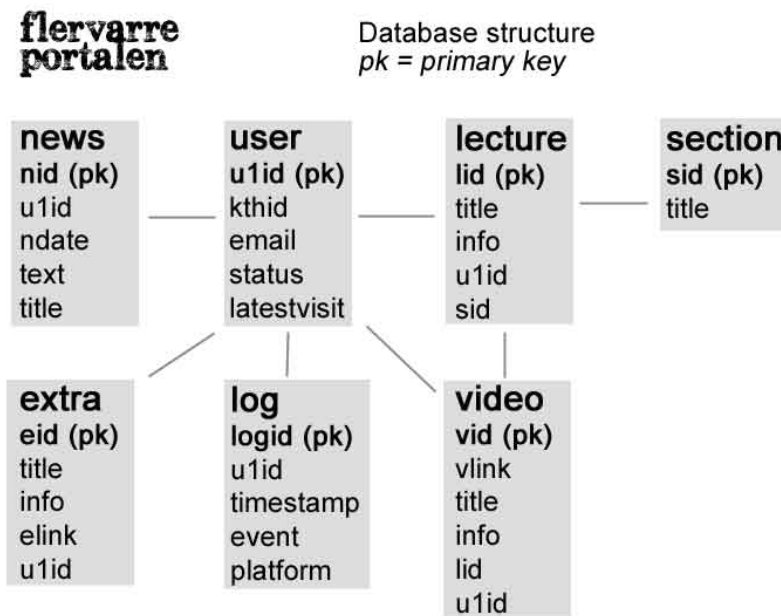 flervarre
portalen
Database structure
pk = primary key
news
nid (pk)
u1id
ndate
text
title
user
u1id (pk)
kthid
email
status
latestvisit
lecture
lid (pk)
title
info
u1id
sid
section
sid (pk)
title
extra
eid (pk)
title
info
elink
u1id
log
logid (pk)
u1id
timestamp
event
platform
video
vid (pk)
vlink
title
info
lid
u1id